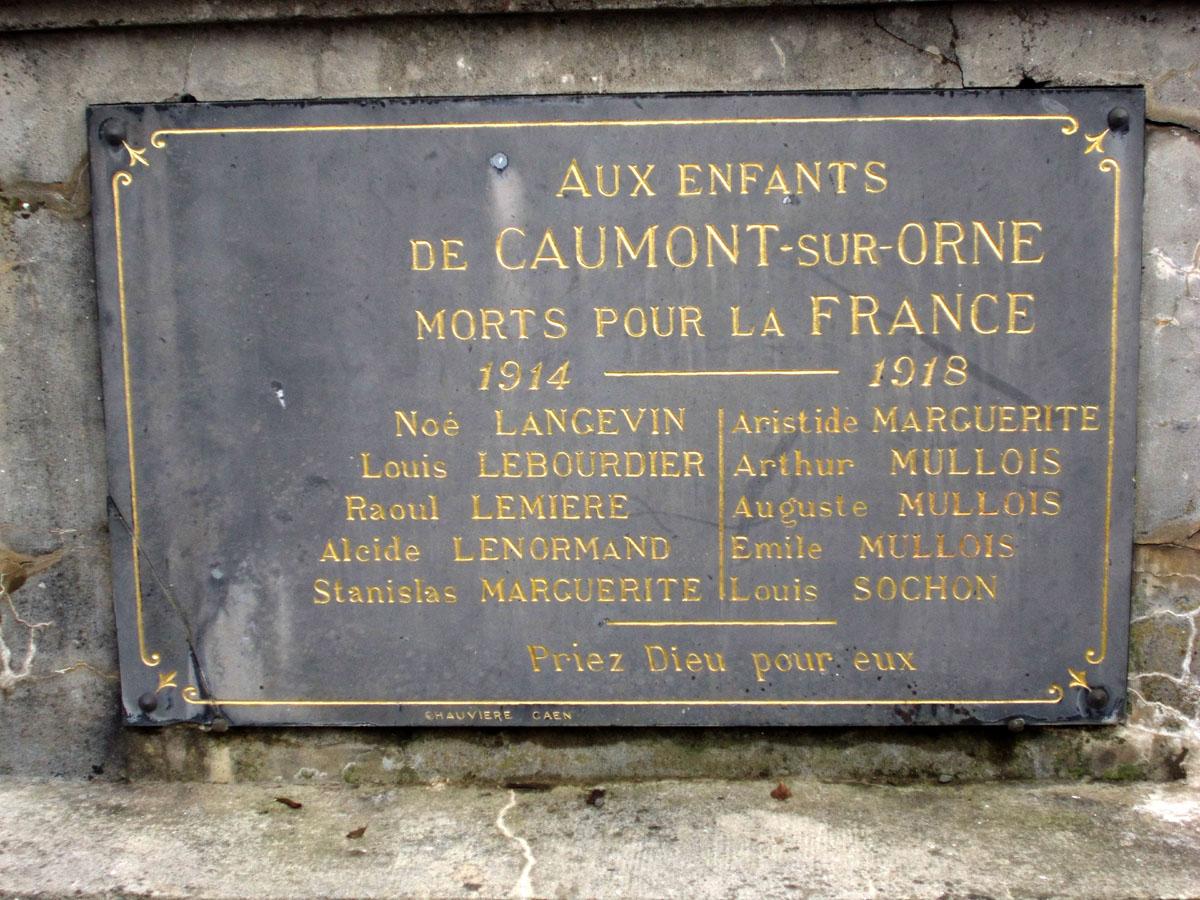 AUX ENFANTS
DE CAUMONT-SUR-ORNE
MORTS POUR LA FRANCE
1914 1918
Noé LANGEVIN
Louis LEBOURDIER
Raoul LEMIERE
Alcide LENORMAND
Stanislas MARGUERITE
Aristide MARGUERITE
Arthur MULLOIS
Auguste MULLOIS
Emile MULLOIS
Louis SOCHON
Priez Dieu pour eux
CHAUVIERE CAEN